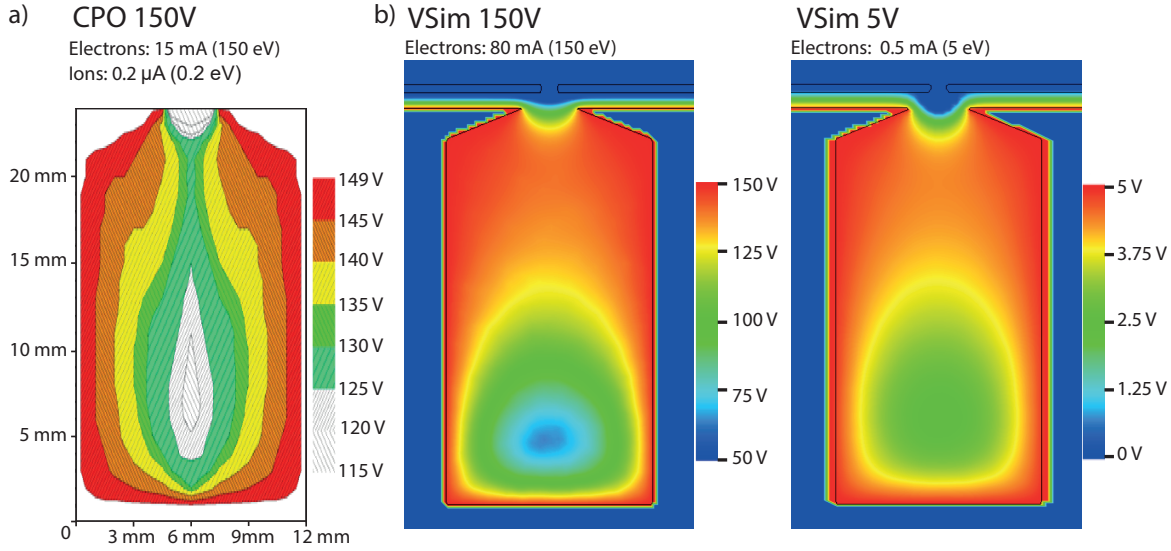 a)
CPO 150V
Electrons: 15 mA (150 eV)
Ions: 0.2 µA (0.2 eV)
20 mm
15 mm
10 mm
5 mm
0
3 mm
6 mm
9mm
12 mm
149 V
145 V
140 V
135 V
130 V
125 V
120 V
115 V
b)
VSim 150V
Electrons: 80 mA (150 eV)
150 V
125 V
100 V
75 V
50 V
VSim 5V
Electrons: 0.5 mA (5 eV)
5 V
3.75 V
2.5 V
1.25 V
0 V